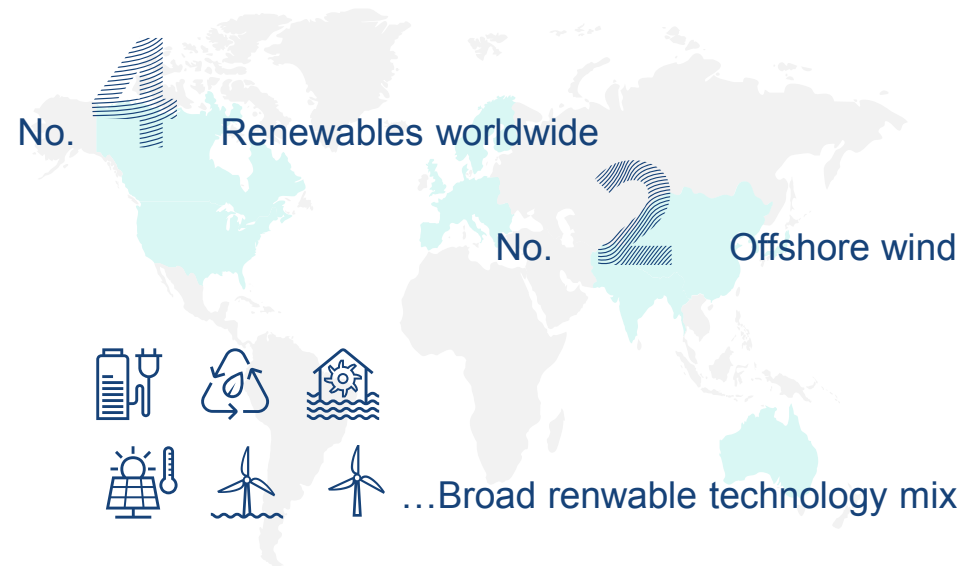 No. 4 Renewables worldwide
No. 2 Offshore wind
…Broad renwable technology mix